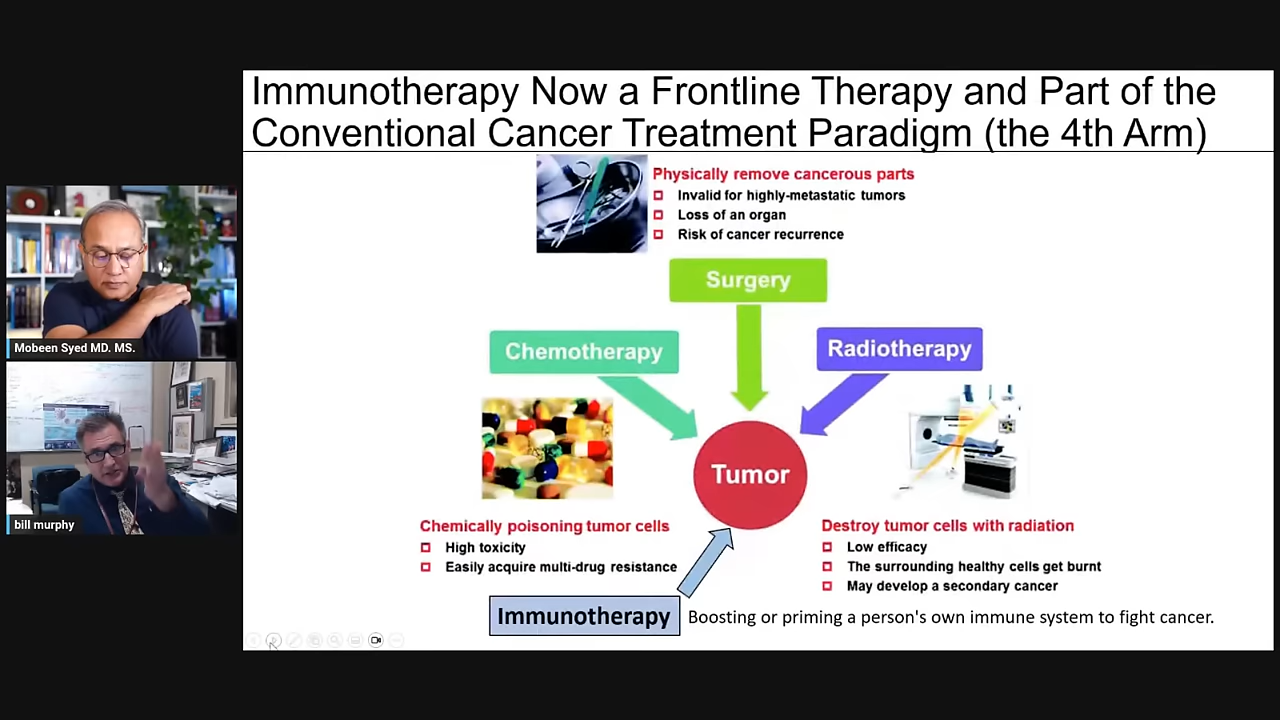 Immunotherapy Now a Frontline Therapy and Part of the
Conventional Cancer Treatment Paradigm (the 4th Arm)
Physically remove cancerous parts
Invalid for highly-metastatic tumors
Loss of an organ
Risk of cancer recurrence
Surgery
Chemotherapy
Radiotherapy
Tumor
Chemically poisoning tumor cells
High toxicity
Easily acquire multi-drug resistance
Destroy tumor cells with radiation
Low efficacy
The surrounding healthy cells get burnt
May develop a secondary cancer
Immunotherapy
Boosting or priming a person's own immune system to fight cancer.
Mobeen Syed MD. MS.
bill murphy